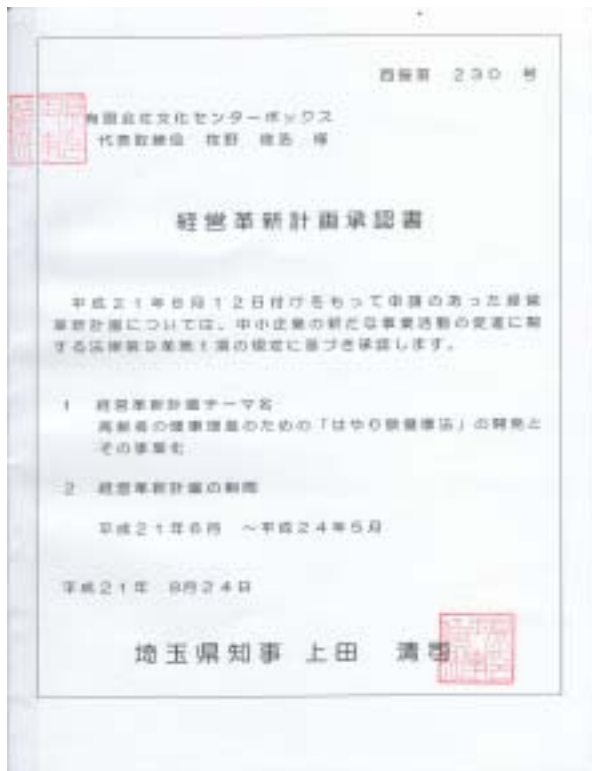 第 230 号
有限会社文化センターボックス
代表取締役 牧野 様
経営革新計画承認書
平成21年6月12日付けをもって申請のあった経営
革新計画については、中小企業の新たな事業活動の促進に関
する法律第9条第1項の規定に基づき承認します。
1 経営革新計画テーマ名
高齢者の健康増進のための「はやり唄健康法」の開発と
その事業化
2 経営革新計画の期間
平成21年6月 ～平成24年5月
平成21年 8月24日
埼玉県知事 上田 清司